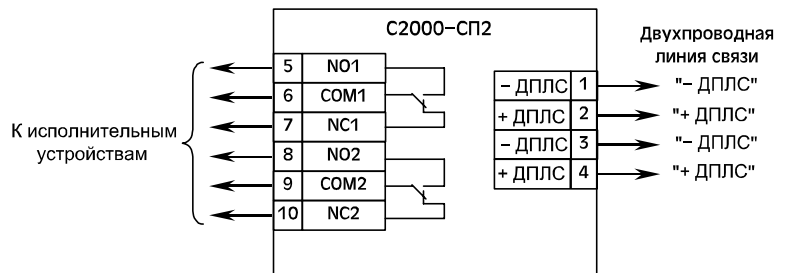 С2000-СП2
Двухпроводная
линия связи
К исполнительным
устройствам
5 NO1
6 COM1
7 NC1
8 NO2
9 COM2
10 NC2
– ДПЛС 1 "– ДПЛС"
+ ДПЛС 2 "+ ДПЛС"
– ДПЛС 3 "– ДПЛС"
+ ДПЛС 4 "+ ДПЛС"